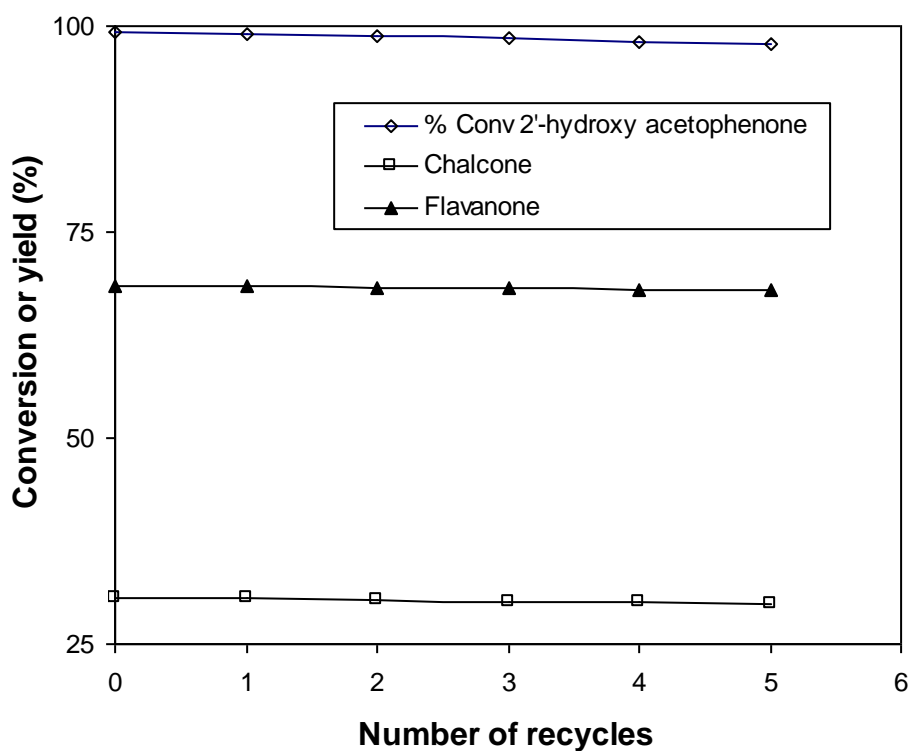 100
75
50
25
Conversion or yield (%)
% Conv 2'-hydroxy acetophenone
Chalcone
Flavanone
0 1 2 3 4 5 6
Number of recycles